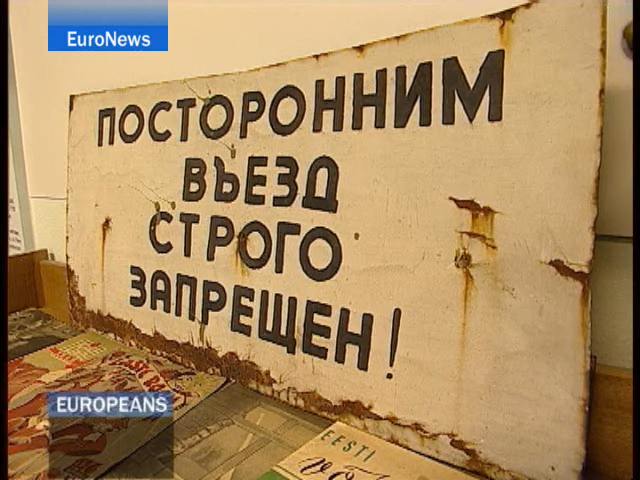 EuroNews
ПОСТОРОННИМ
ВЪЕЗД
СТРОГО
ЗАПРЕЩЕН!
EUROPEANS
EESTI